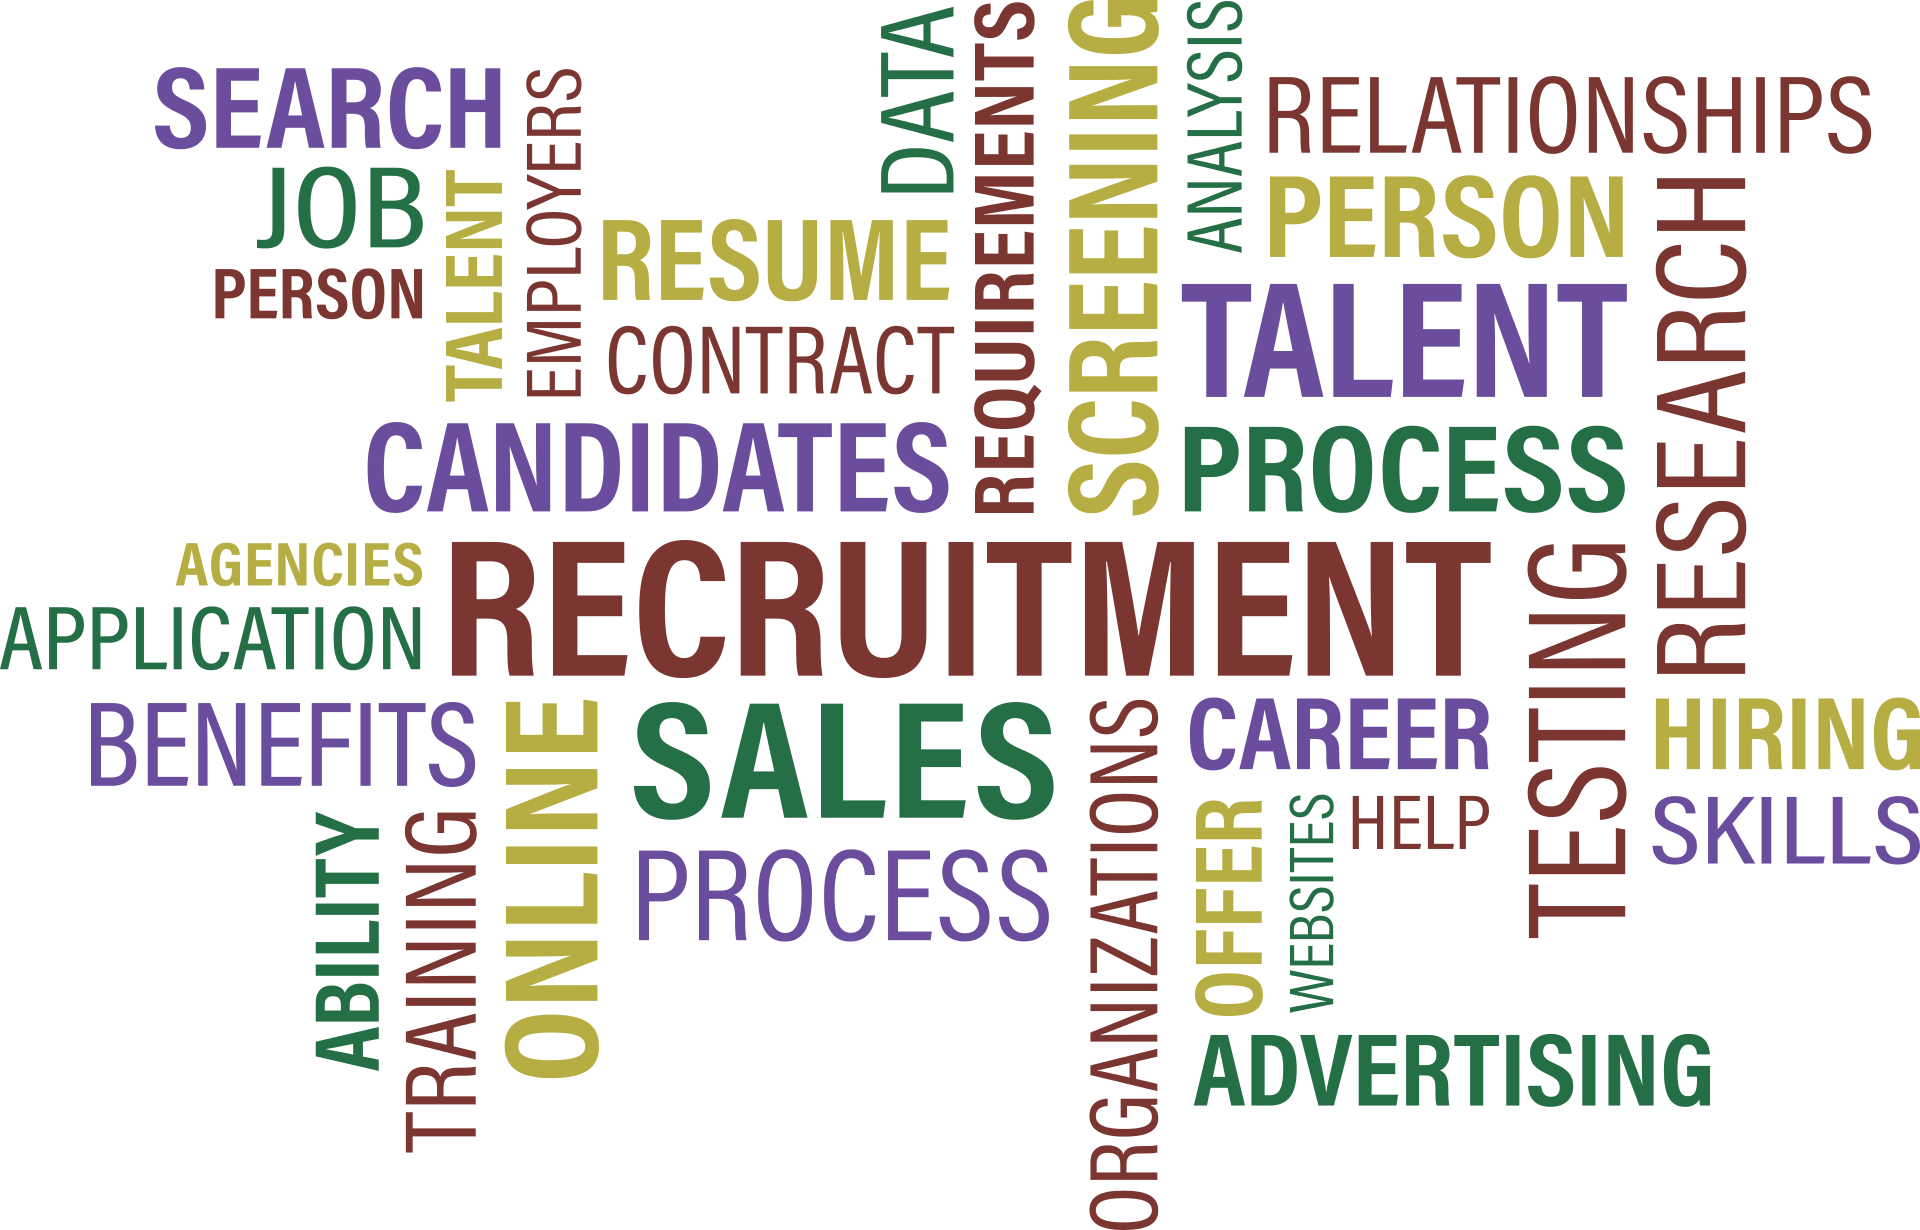 SEARCH
JOB
PERSON
TALENT
EMPLOYERS
RESUME
CONTRACT
DATA
REQUIREMENTS
SCREENING
ANALYSIS
RELATIONSHIPS
PERSON
TALENT
PROCESS
RESEARCH
CANDIDATES
AGENCIES
APPLICATION
RECRUITMENT
TESTING
BENEFITS
ABILITY
TRAINING
ONLINE
SALES
PROCESS
ORGANIZATIONS
CAREER
OFFER
WEBSITES
HELP
HIRING
SKILLS
ADVERTISING